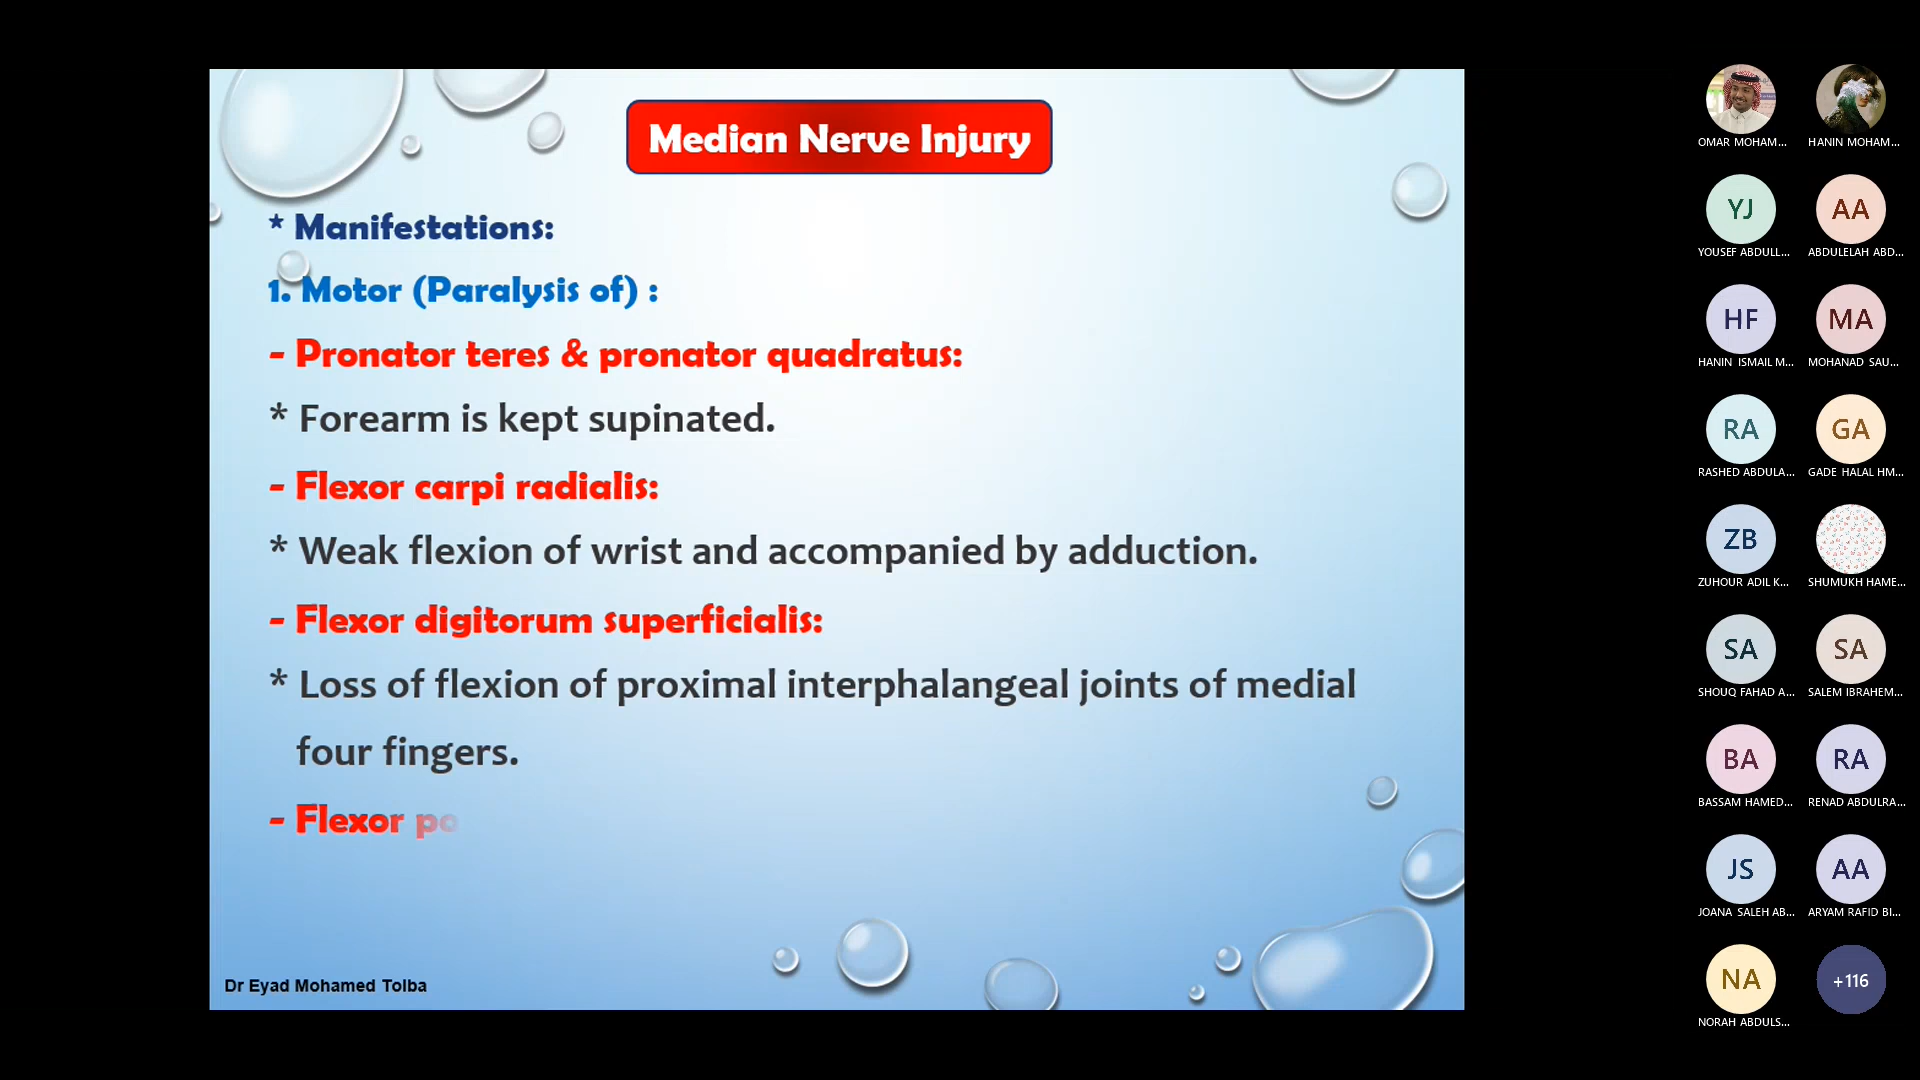 Median Nerve Injury
* Manifestations:
1. Motor (Paralysis of) :
- Pronator teres & pronator quadratus:
* Forearm is kept supinated.
- Flexor carpi radialis:
* Weak flexion of wrist and accompanied by adduction.
- Flexor digitorum superficialis:
* Loss of flexion of proximal interphalangeal joints of medial
four fingers.
- Flexor po
Dr Eyad Mohamed Tolba
OMAR MOHAM...
HANIN MOHAM...
YJ
YOUSEF ABDULL...
AA
ABDULELAH ABD...
HF
HANIN ISMAIL M...
MA
MOHANAD SAU...
RA
RASHED ABDULA...
GA
GADE HALAL HM...
ZB
ZUHOUR ADIL K...
SHUMUKH HAME...
SA
SHOUQ FAHAD A...
SA
SALEM IBRAHEM...
BA
BASSAM HAMED...
RA
RENAD ABDULRA...
JS
JOANA SALEH AB...
AA
ARYAM RAFID BI...
NA
NORAH ABDULS...
+116